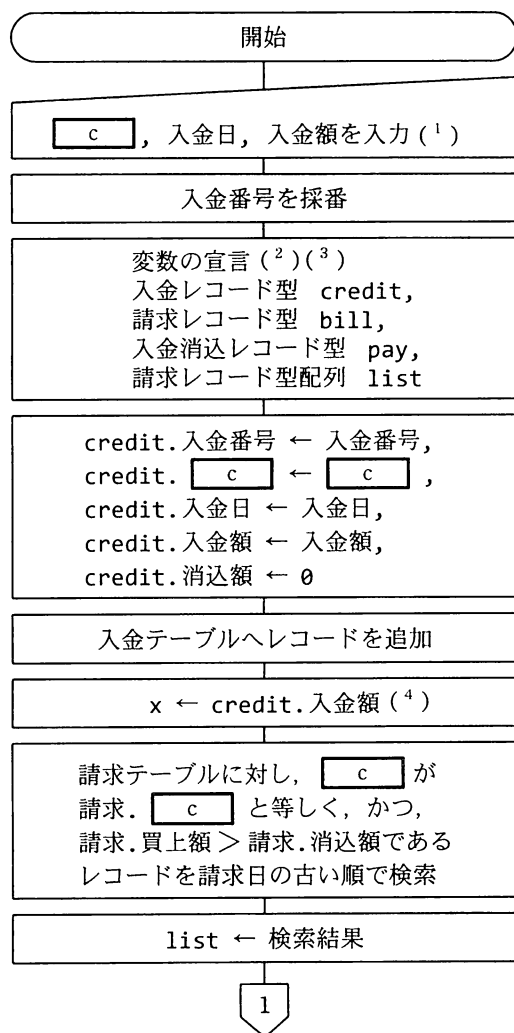 開始
c , 入金日, 入金額を入力(¹)
入金番号を採番
変数の宣言(²)(³)
入金レコード型 credit,
請求レコード型 bill,
入金消込レコード型 pay,
請求レコード型配列 list
credit.入金番号 ← 入金番号,
credit. c ← c ,
credit.入金日 ← 入金日,
credit.入金額 ← 入金額,
credit.消込額 ← 0
入金テーブルへレコードを追加
x ← credit.入金額(⁴)
請求テーブルに対し, c が
請求. c と等しく, かつ,
請求.買上額 > 請求.消込額である
レコードを請求日の古い順で検索
list ← 検索結果
1